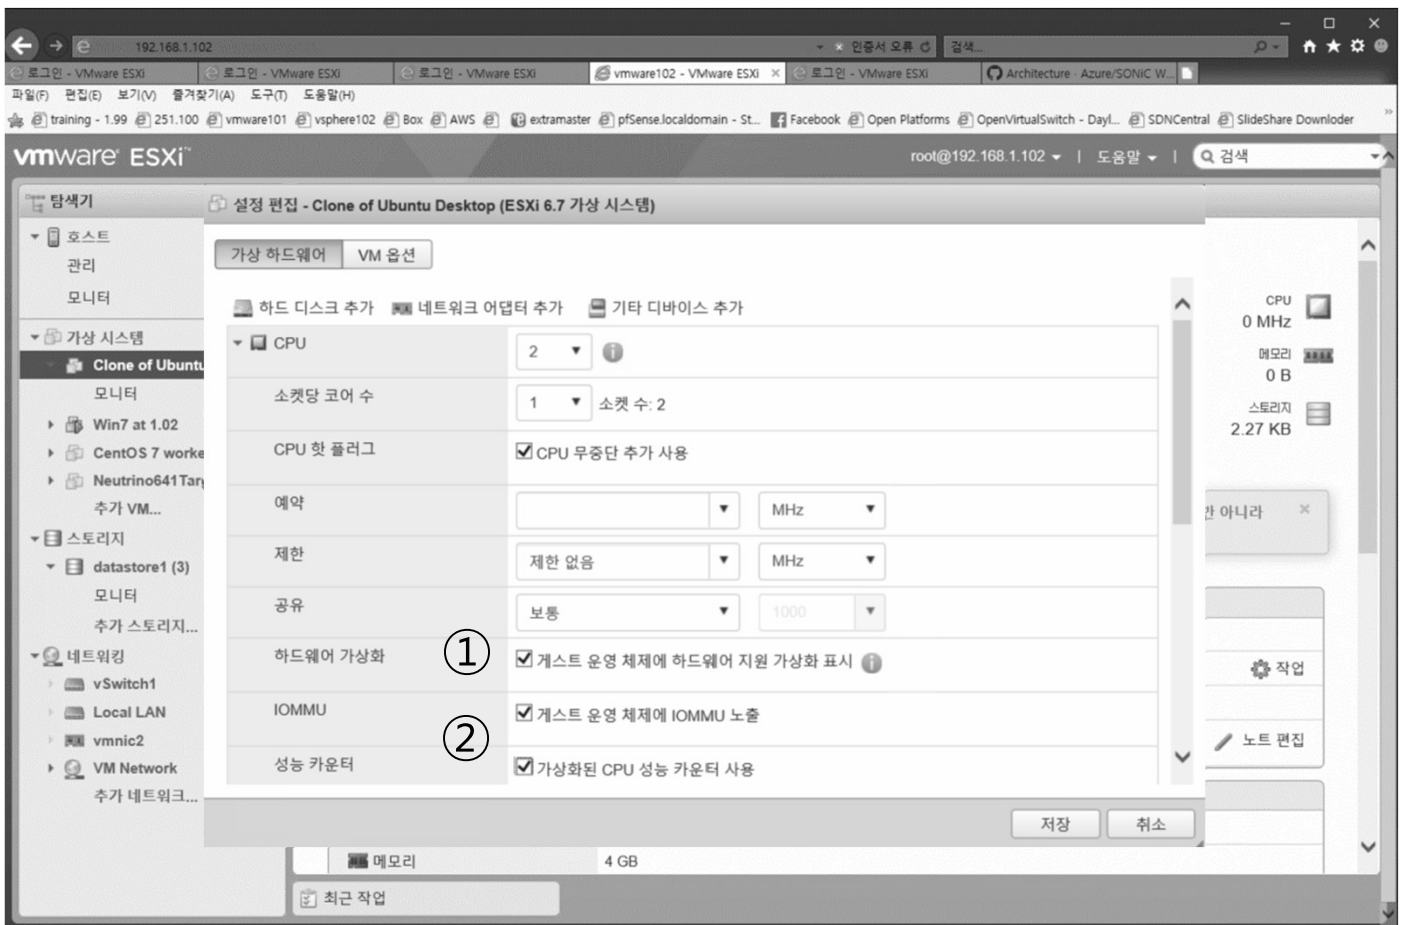 192.168.1.102
인증서 오류
검색...
로그인 - VMware ESXi
로그인 - VMware ESXi
로그인 - VMware ESXi
vmware102 - VMware ESXi
로그인 - VMware ESXi
Architecture · Azure/SONiC W...
파일(F) 편집(E) 보기(V) 즐겨찾기(A) 도구(T) 도움말(H)
training - 1.99 251.100 vmware101 vsphere102 Box AWS extramaster pfSense.localdomain - St... Facebook Open Platforms OpenVirtualSwitch - Dayl... SDNCentral SlideShare Downloder
vmware ESXi™
root@192.168.1.102 | 도움말 | 검색
탐색기
호스트
관리
모니터
가상 시스템
Clone of Ubuntu
모니터
Win7 at 1.02
CentOS 7 worke
Neutrino641Targ
추가 VM...
스토리지
datastore1 (3)
모니터
추가 스토리지...
네트워킹
vSwitch1
Local LAN
vmnic2
VM Network
추가 네트워크...
설정 편집 - Clone of Ubuntu Desktop (ESXi 6.7 가상 시스템)
가상 하드웨어 VM 옵션
하드 디스크 추가 네트워크 어댑터 추가 기타 디바이스 추가
CPU 2
소켓당 코어 수 1 소켓 수: 2
CPU 핫 플러그 CPU 무중단 추가 사용
예약 MHz
제한 제한 없음 MHz
공유 보통 1000
하드웨어 가상화 ① 게스트 운영 체제에 하드웨어 지원 가상화 표시
IOMMU 게스트 운영 체제에 IOMMU 노출
②
성능 카운터 가상화된 CPU 성능 카운터 사용
저장 취소
CPU
0 MHz
메모리
0 B
스토리지
2.27 KB
만 아니라
작업
노트 편집
메모리 4 GB
최근 작업